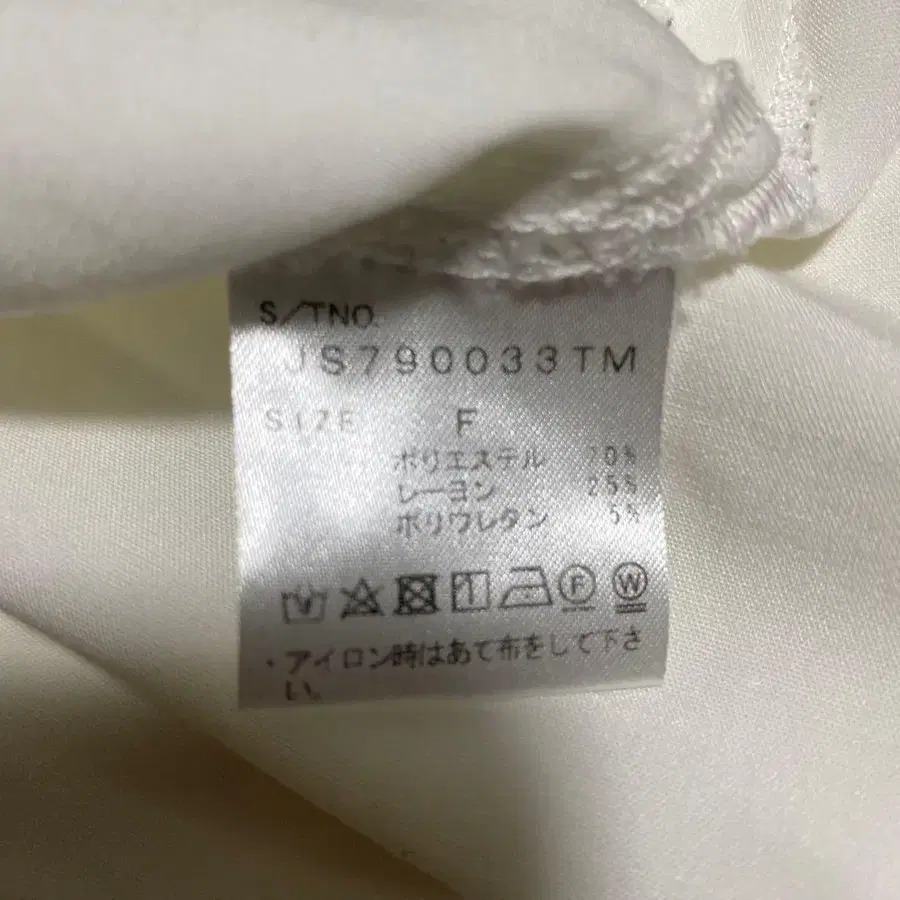 S/TNO.
JS790033TM
SIZE F
ポリエステル 70%
レーヨン 25%
ポリウレタン 5%
F W
・アイロン時はあて布をして下さ
い。